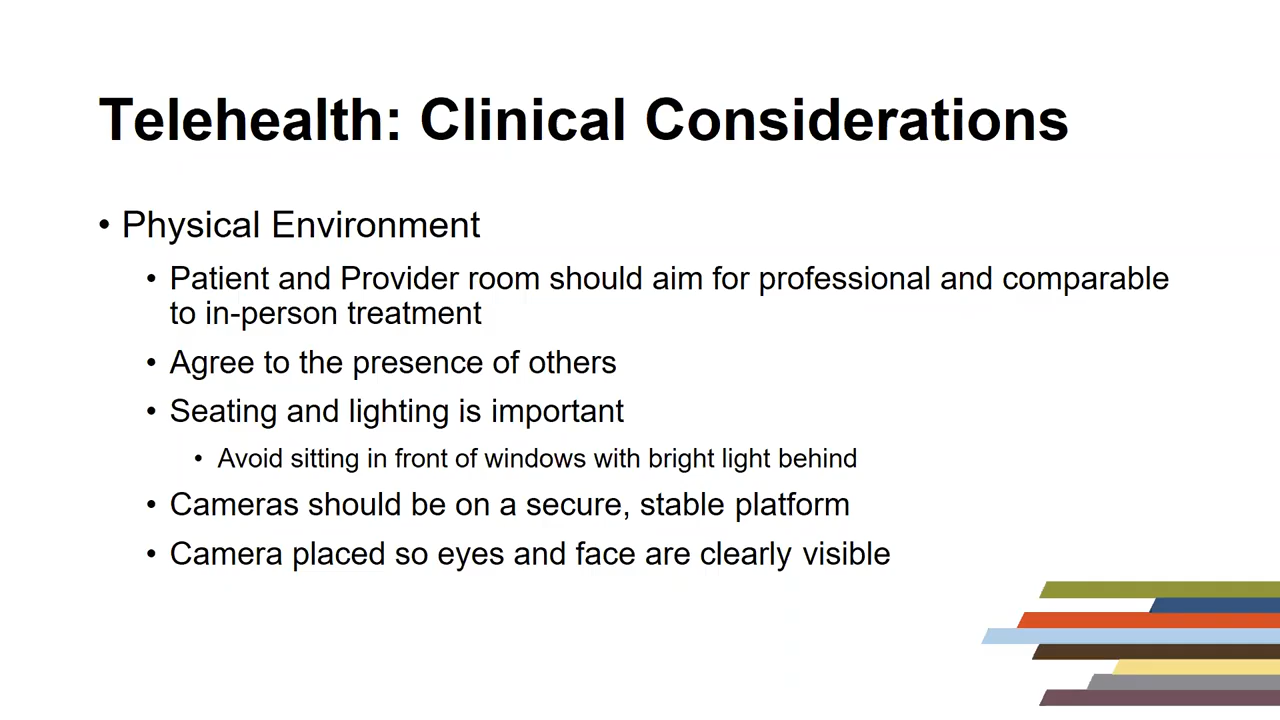 Telehealth: Clinical Considerations
• Physical Environment
• Patient and Provider room should aim for professional and comparable
to in-person treatment
• Agree to the presence of others
• Seating and lighting is important
• Avoid sitting in front of windows with bright light behind
• Cameras should be on a secure, stable platform
• Camera placed so eyes and face are clearly visible